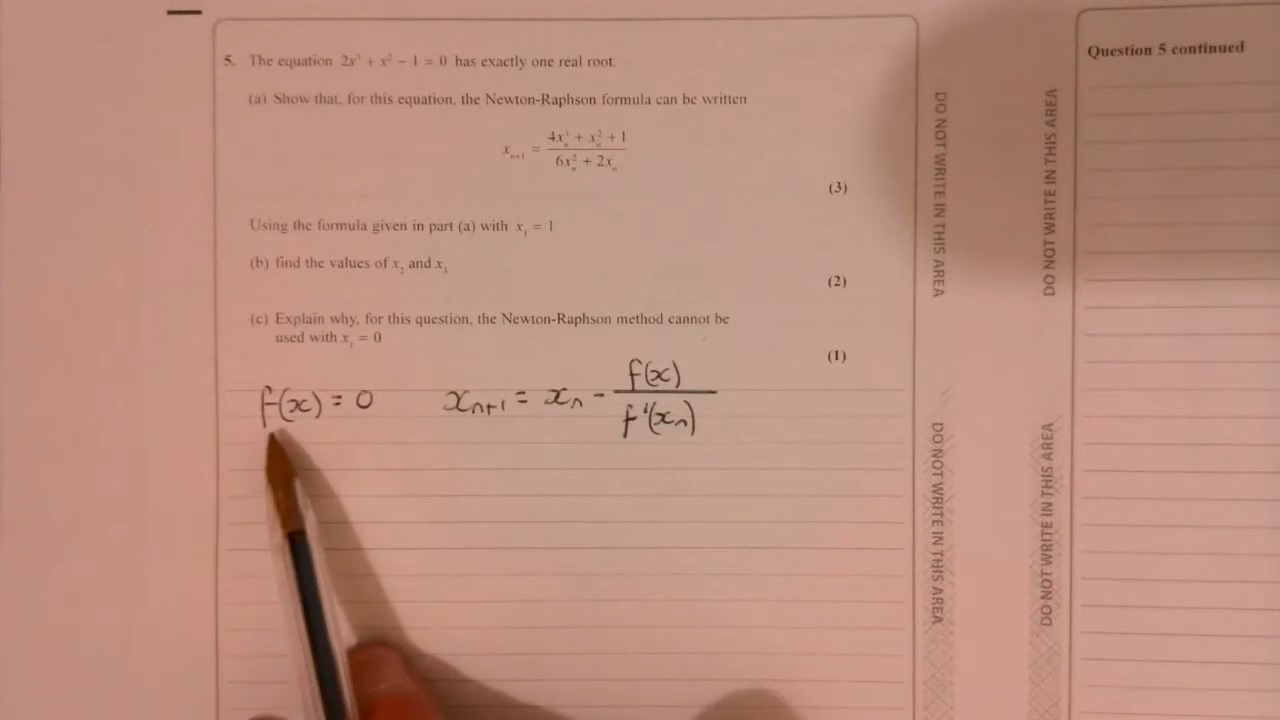 5. The equation 2x³ + x² − 1 = 0 has exactly one real root.
(a) Show that, for this equation, the Newton-Raphson formula can be written
xₙ₊₁ = (4xₙ³ + xₙ² + 1) / (6xₙ² + 2xₙ)
(3)
Using the formula given in part (a) with x₁ = 1
(b) find the values of x₂ and x₃
(2)
(c) Explain why, for this question, the Newton-Raphson method cannot be
used with x₁ = 0
(1)
f(x) = 0
xₙ₊₁ = xₙ − f(x) / f'(xₙ)
DO NOT WRITE IN THIS AREA
DO NOT WRITE IN THIS AREA
DO NOT WRITE IN THIS AREA
DO NOT WRITE IN THIS AREA
Question 5 continued